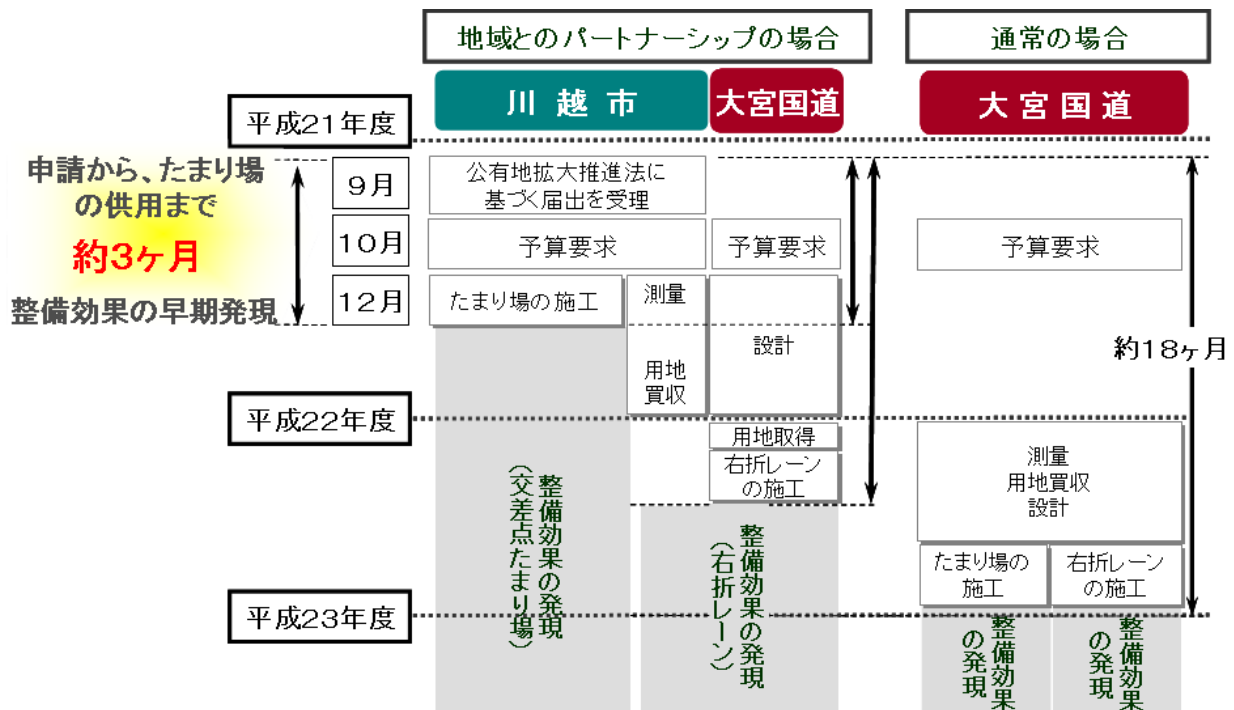 地域とのパートナーシップの場合
通常の場合
川越市
大宮国道
大宮国道
平成21年度
申請から、たまり場
の供用まで
約3ヶ月
整備効果の早期発現
9月
公有地拡大推進法に
基づく届出を受理
10月
予算要求
予算要求
予算要求
12月
たまり場の施工
測量
用地
買収
設計
約18ヶ月
平成22年度
用地取得
右折レーン
の施工
測量
用地買収
設計
整備効果の発現
(交差点たまり場)
整備効果の発現
(右折レーン)
たまり場の
施工
右折レーン
の施工
平成23年度
整備効果
の発現
整備効果
の発現